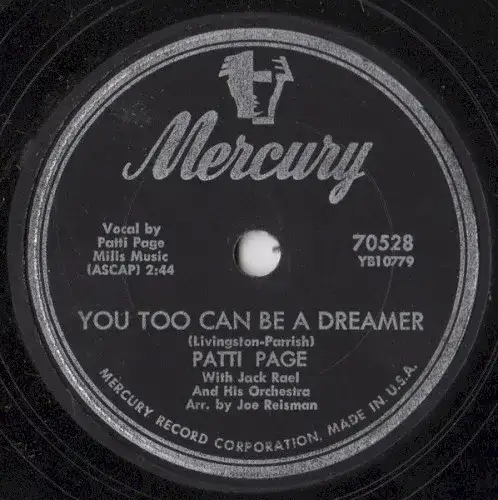 Mercury
Vocal by
Patti Page
Mills Music
(ASCAP) 2:44
70528
YB10779
YOU TOO CAN BE A DREAMER
(Livingston-Parrish)
PATTI PAGE
With Jack Rael
And His Orchestra
Arr. by Joe Reisman
MERCURY RECORD CORPORATION, MADE IN U.S.A.